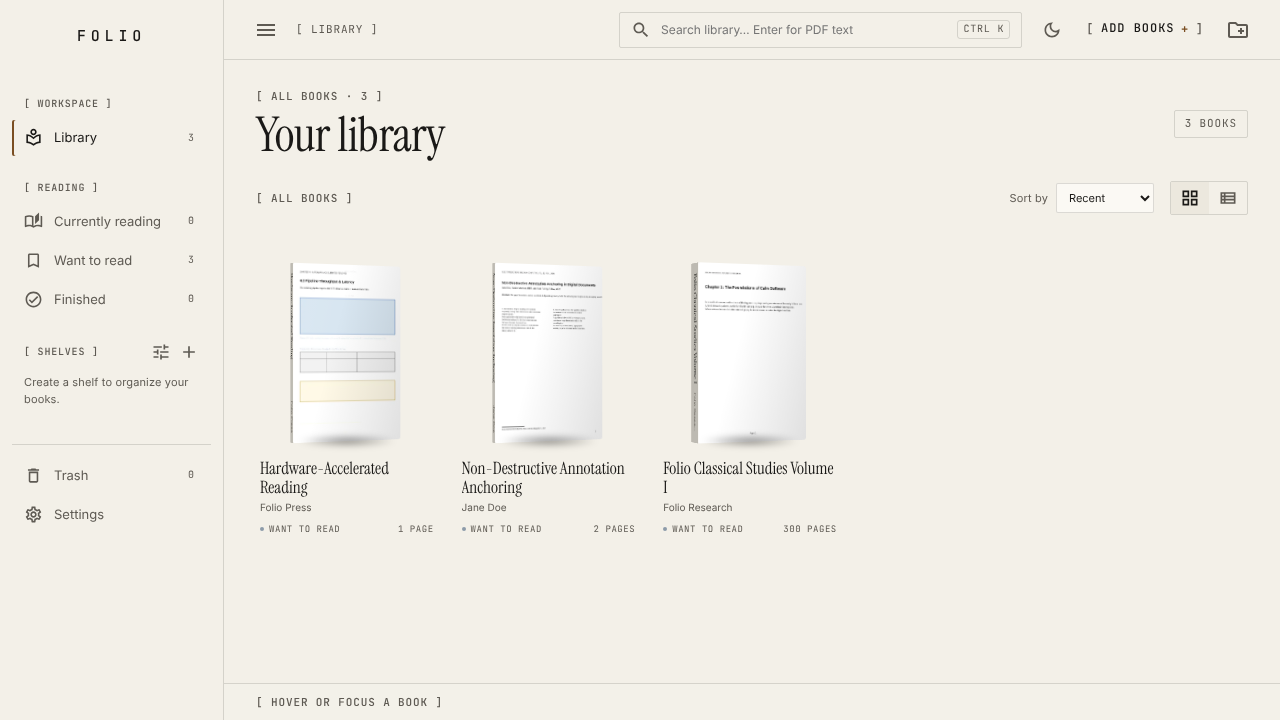 FOLIO
[ LIBRARY ]
Search library... Enter for PDF text
CTRL K
[ ADD BOOKS + ]
[ WORKSPACE ]
Library
3
[ READING ]
Currently reading
0
Want to read
3
Finished
0
[ SHELVES ]
Create a shelf to organize your
books.
Trash
0
Settings
[ ALL BOOKS · 3 ]
Your library
3 BOOKS
[ ALL BOOKS ]
Sort by
Recent
Hardware-Accelerated
Reading
Folio Press
WANT TO READ
1 PAGE
Non-Destructive Annotation
Anchoring
Jane Doe
WANT TO READ
2 PAGES
Chapter 1: The Foundations of Calm Software
Folio Classical Studies Volume
I
Folio Research
WANT TO READ
300 PAGES
[ HOVER OR FOCUS A BOOK ]